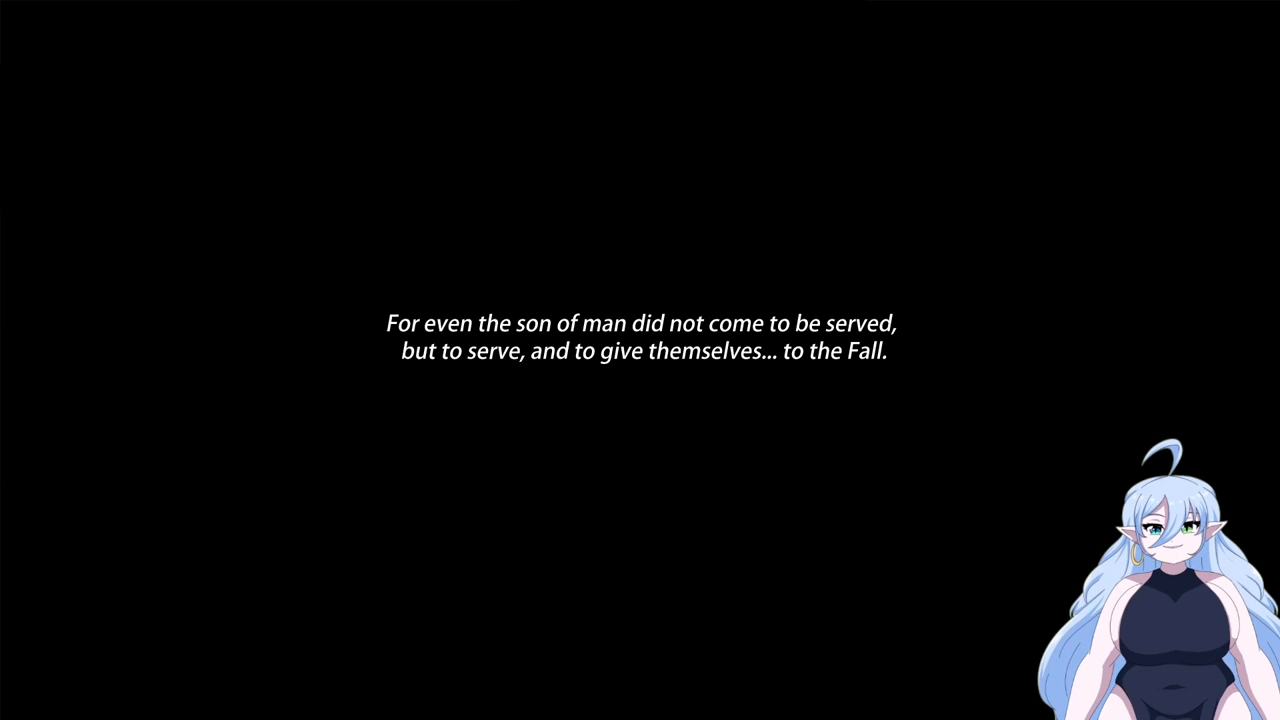 For even the son of man did not come to be served,
but to serve, and to give themselves... to the Fall.